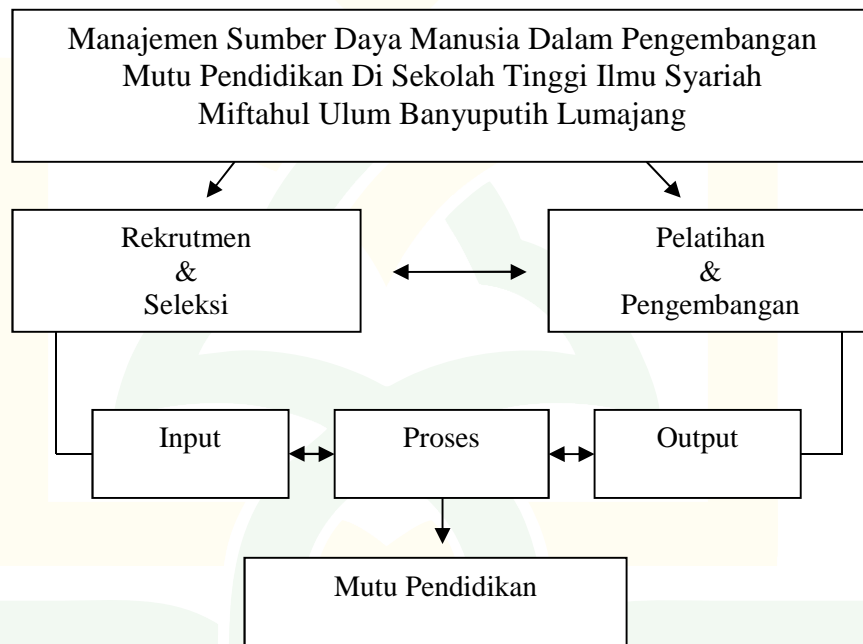 Manajemen Sumber Daya Manusia Dalam Pengembangan
Mutu Pendidikan Di Sekolah Tinggi Ilmu Syariah
Miftahul Ulum Banyuputih Lumajang
Rekrutmen
&
Seleksi
Pelatihan
&
Pengembangan
Input
Proses
Output
Mutu Pendidikan